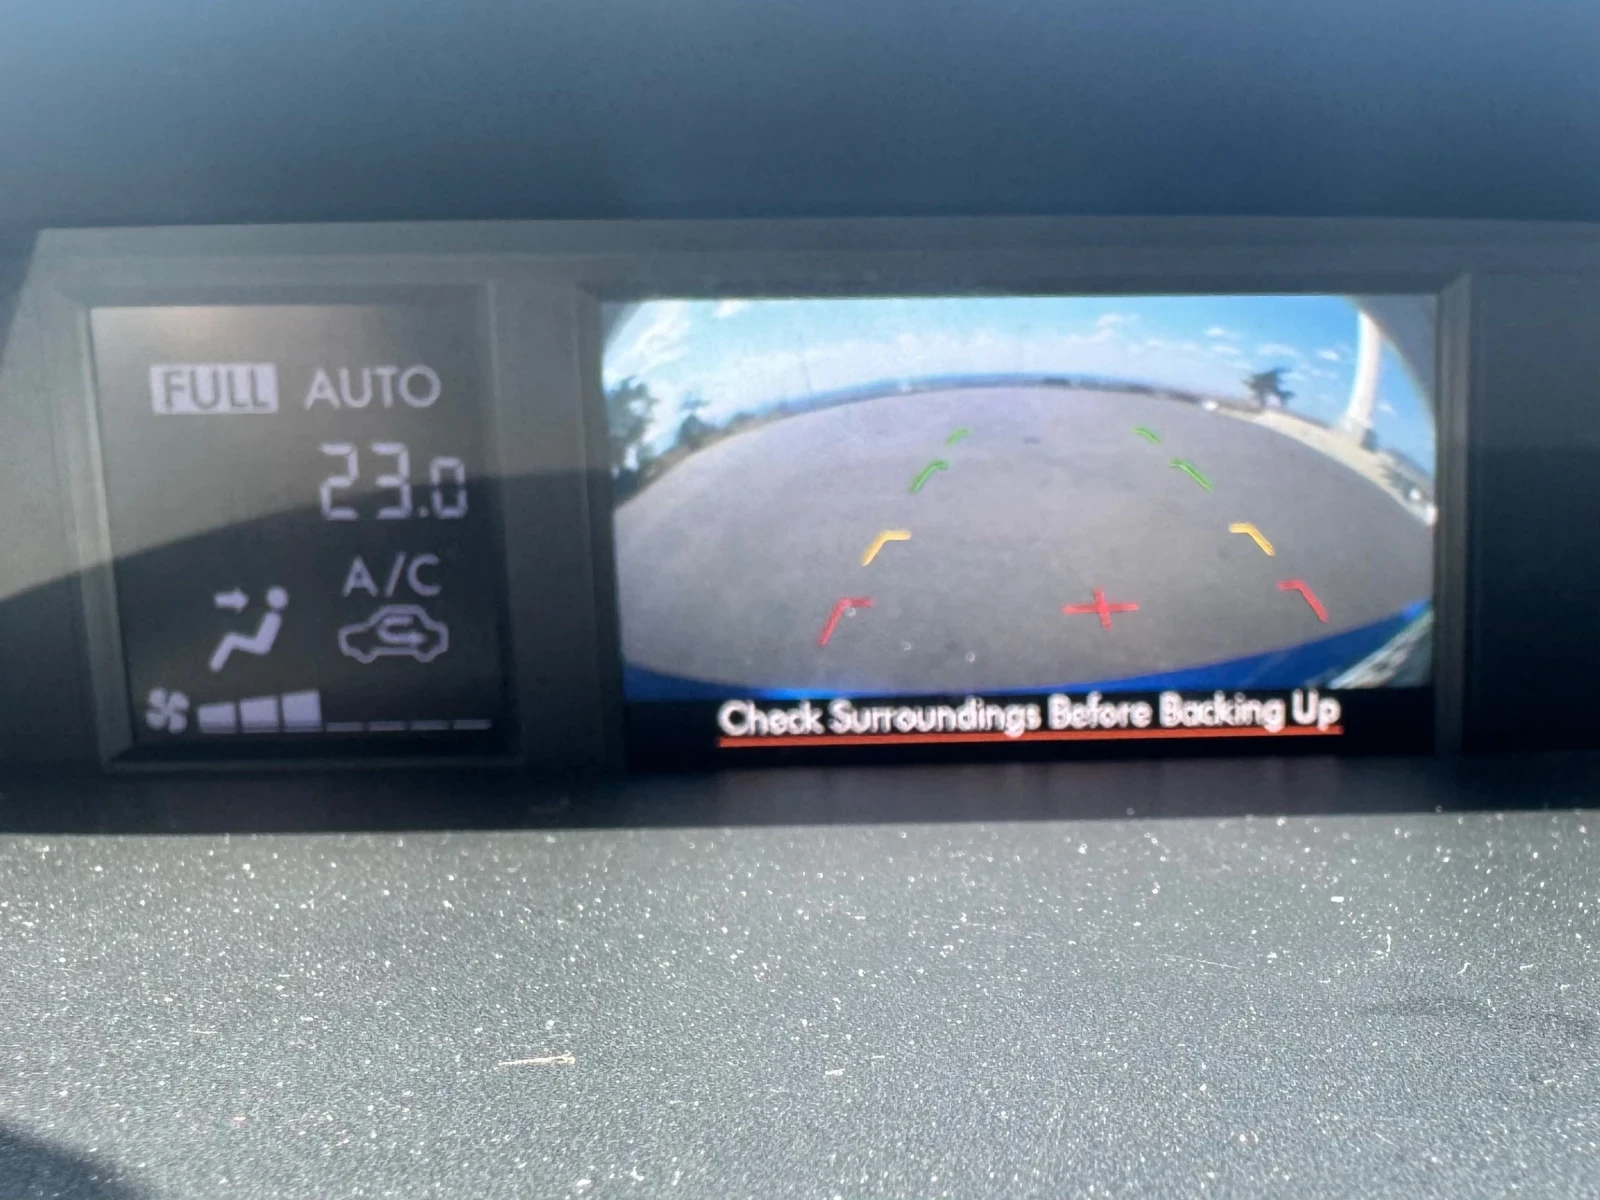 FULL AUTO
23.0
A/C
Check Surroundings Before Backing Up